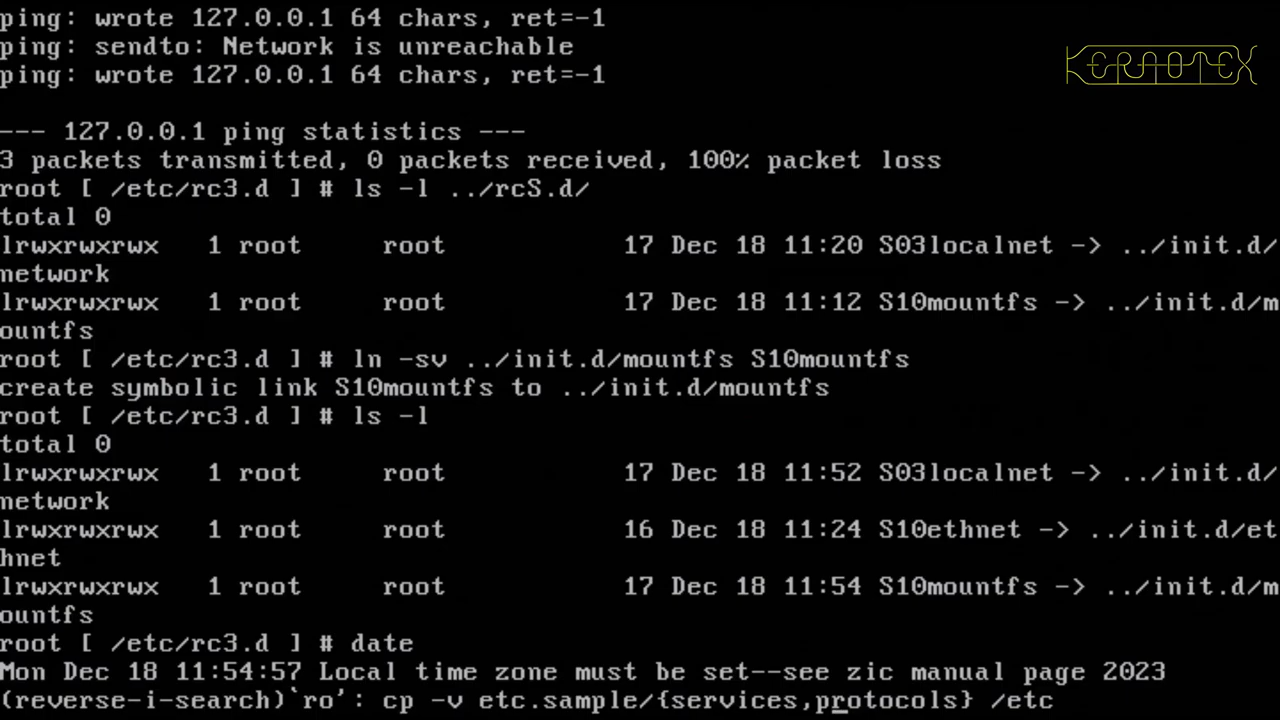 ping: wrote 127.0.0.1 64 chars, ret=-1
ping: sendto: Network is unreachable
ping: wrote 127.0.0.1 64 chars, ret=-1
KERNOTEX
--- 127.0.0.1 ping statistics ---
3 packets transmitted, 0 packets received, 100% packet loss
root [ /etc/rc3.d ] # ls -l ../rcS.d/
total 0
lrwxrwxrwx   1 root     root           17 Dec 18 11:20 S03localnet -> ../init.d/
network
lrwxrwxrwx   1 root     root           17 Dec 18 11:12 S10mountfs -> ../init.d/m
ountfs
root [ /etc/rc3.d ] # ln -sv ../init.d/mountfs S10mountfs
create symbolic link S10mountfs to ../init.d/mountfs
root [ /etc/rc3.d ] # ls -l
total 0
lrwxrwxrwx   1 root     root           17 Dec 18 11:52 S03localnet -> ../init.d/
network
lrwxrwxrwx   1 root     root           16 Dec 18 11:24 S10ethnet -> ../init.d/et
hnet
lrwxrwxrwx   1 root     root           17 Dec 18 11:54 S10mountfs -> ../init.d/m
ountfs
root [ /etc/rc3.d ] # date
Mon Dec 18 11:54:57 Local time zone must be set--see zic manual page 2023
(reverse-i-search)`ro': cp -v etc.sample/{services,protocols} /etc